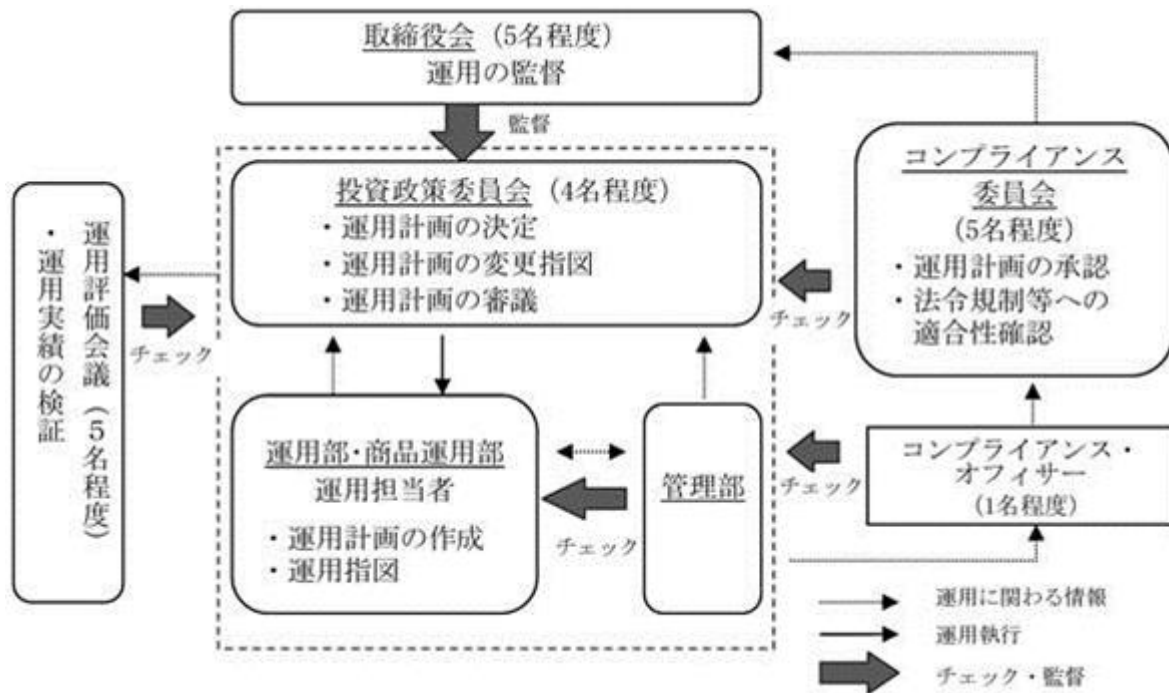 取締役会（5名程度）
運用の監督
監督
投資政策委員会（4名程度）
・運用計画の決定
・運用計画の変更指図
・運用計画の審議
コンプライアンス
委員会
(5名程度)
・運用計画の承認
・法令規制等への
適合性確認
チェック
運用評価会議（5名程度）
・運用実績の検証
チェック
運用部・商品運用部
運用担当者
・運用計画の作成
・運用指図
チェック
管理部
チェック
コンプライアンス・
オフィサー
(1名程度)
運用に関わる情報
運用執行
チェック・監督